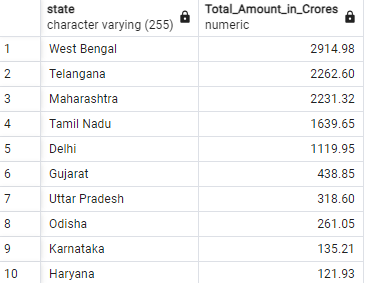 state Total_Amount_in_Crores
character varying (255) numeric
1 West Bengal 2914.98
2 Telangana 2262.60
3 Maharashtra 2231.32
4 Tamil Nadu 1639.65
5 Delhi 1119.95
6 Gujarat 438.85
7 Uttar Pradesh 318.60
8 Odisha 261.05
9 Karnataka 135.21
10 Haryana 121.93